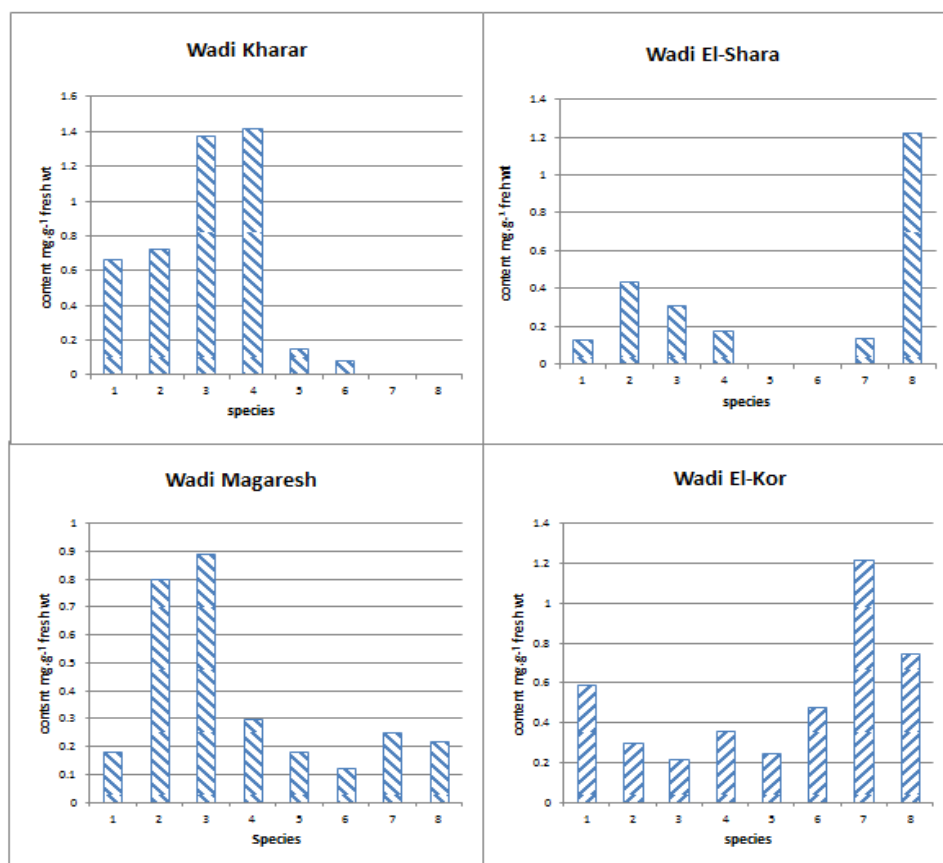 Wadi Kharar
1.6
1.4
1.2
1
0.8
0.6
0.4
0.2
0
content mg.g-¹ fresh wt
1 2 3 4 5 6 7 8
species
Wadi El-Shara
1.4
1.2
1
0.8
0.6
0.4
0.2
0
content mg.g-¹ freh wt
1 2 3 4 5 6 7 8
species
Wadi Magaresh
1
0.9
0.8
0.7
0.6
0.5
0.4
0.3
0.2
0.1
0
contsnt mg.g-¹ fresh wt
1 2 3 4 5 6 7 8
Species
Wadi El-Kor
1.4
1.2
1
0.8
0.6
0.4
0.2
0
content mg.g-¹ fresh wt
1 2 3 4 5 6 7 8
species